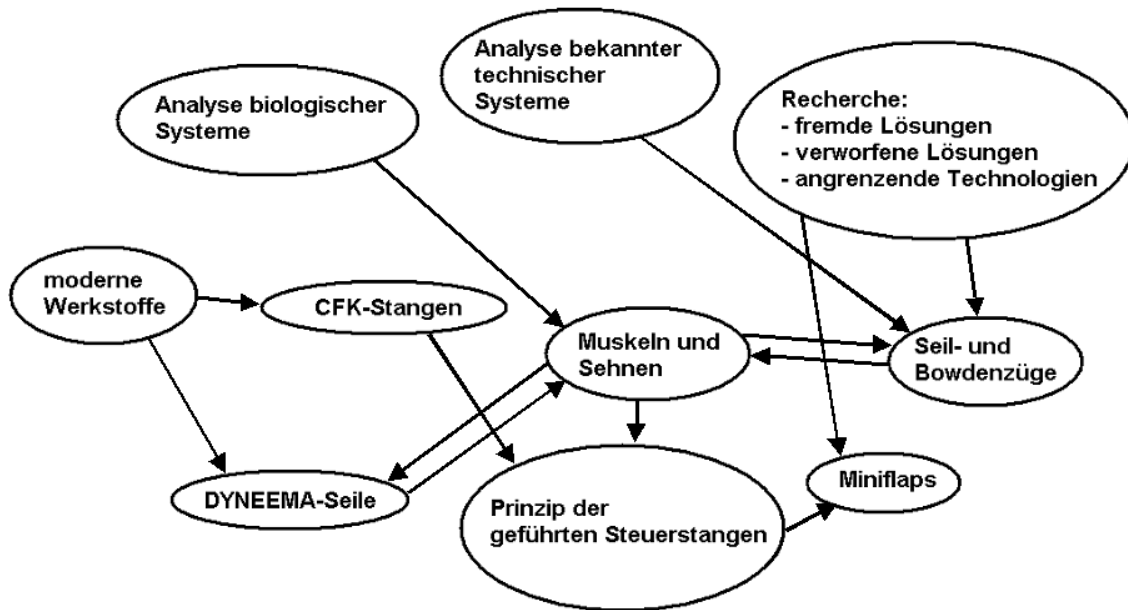 Analyse bekannter
technischer
Systeme
Analyse biologischer
Systeme
Recherche:
- fremde Lösungen
- verworfene Lösungen
- angrenzende Technologien
moderne
Werkstoffe
CFK-Stangen
Muskeln und
Sehnen
Seil- und
Bowdenzüge
DYNEEMA-Seile
Prinzip der
geführten Steuerstangen
Miniflaps